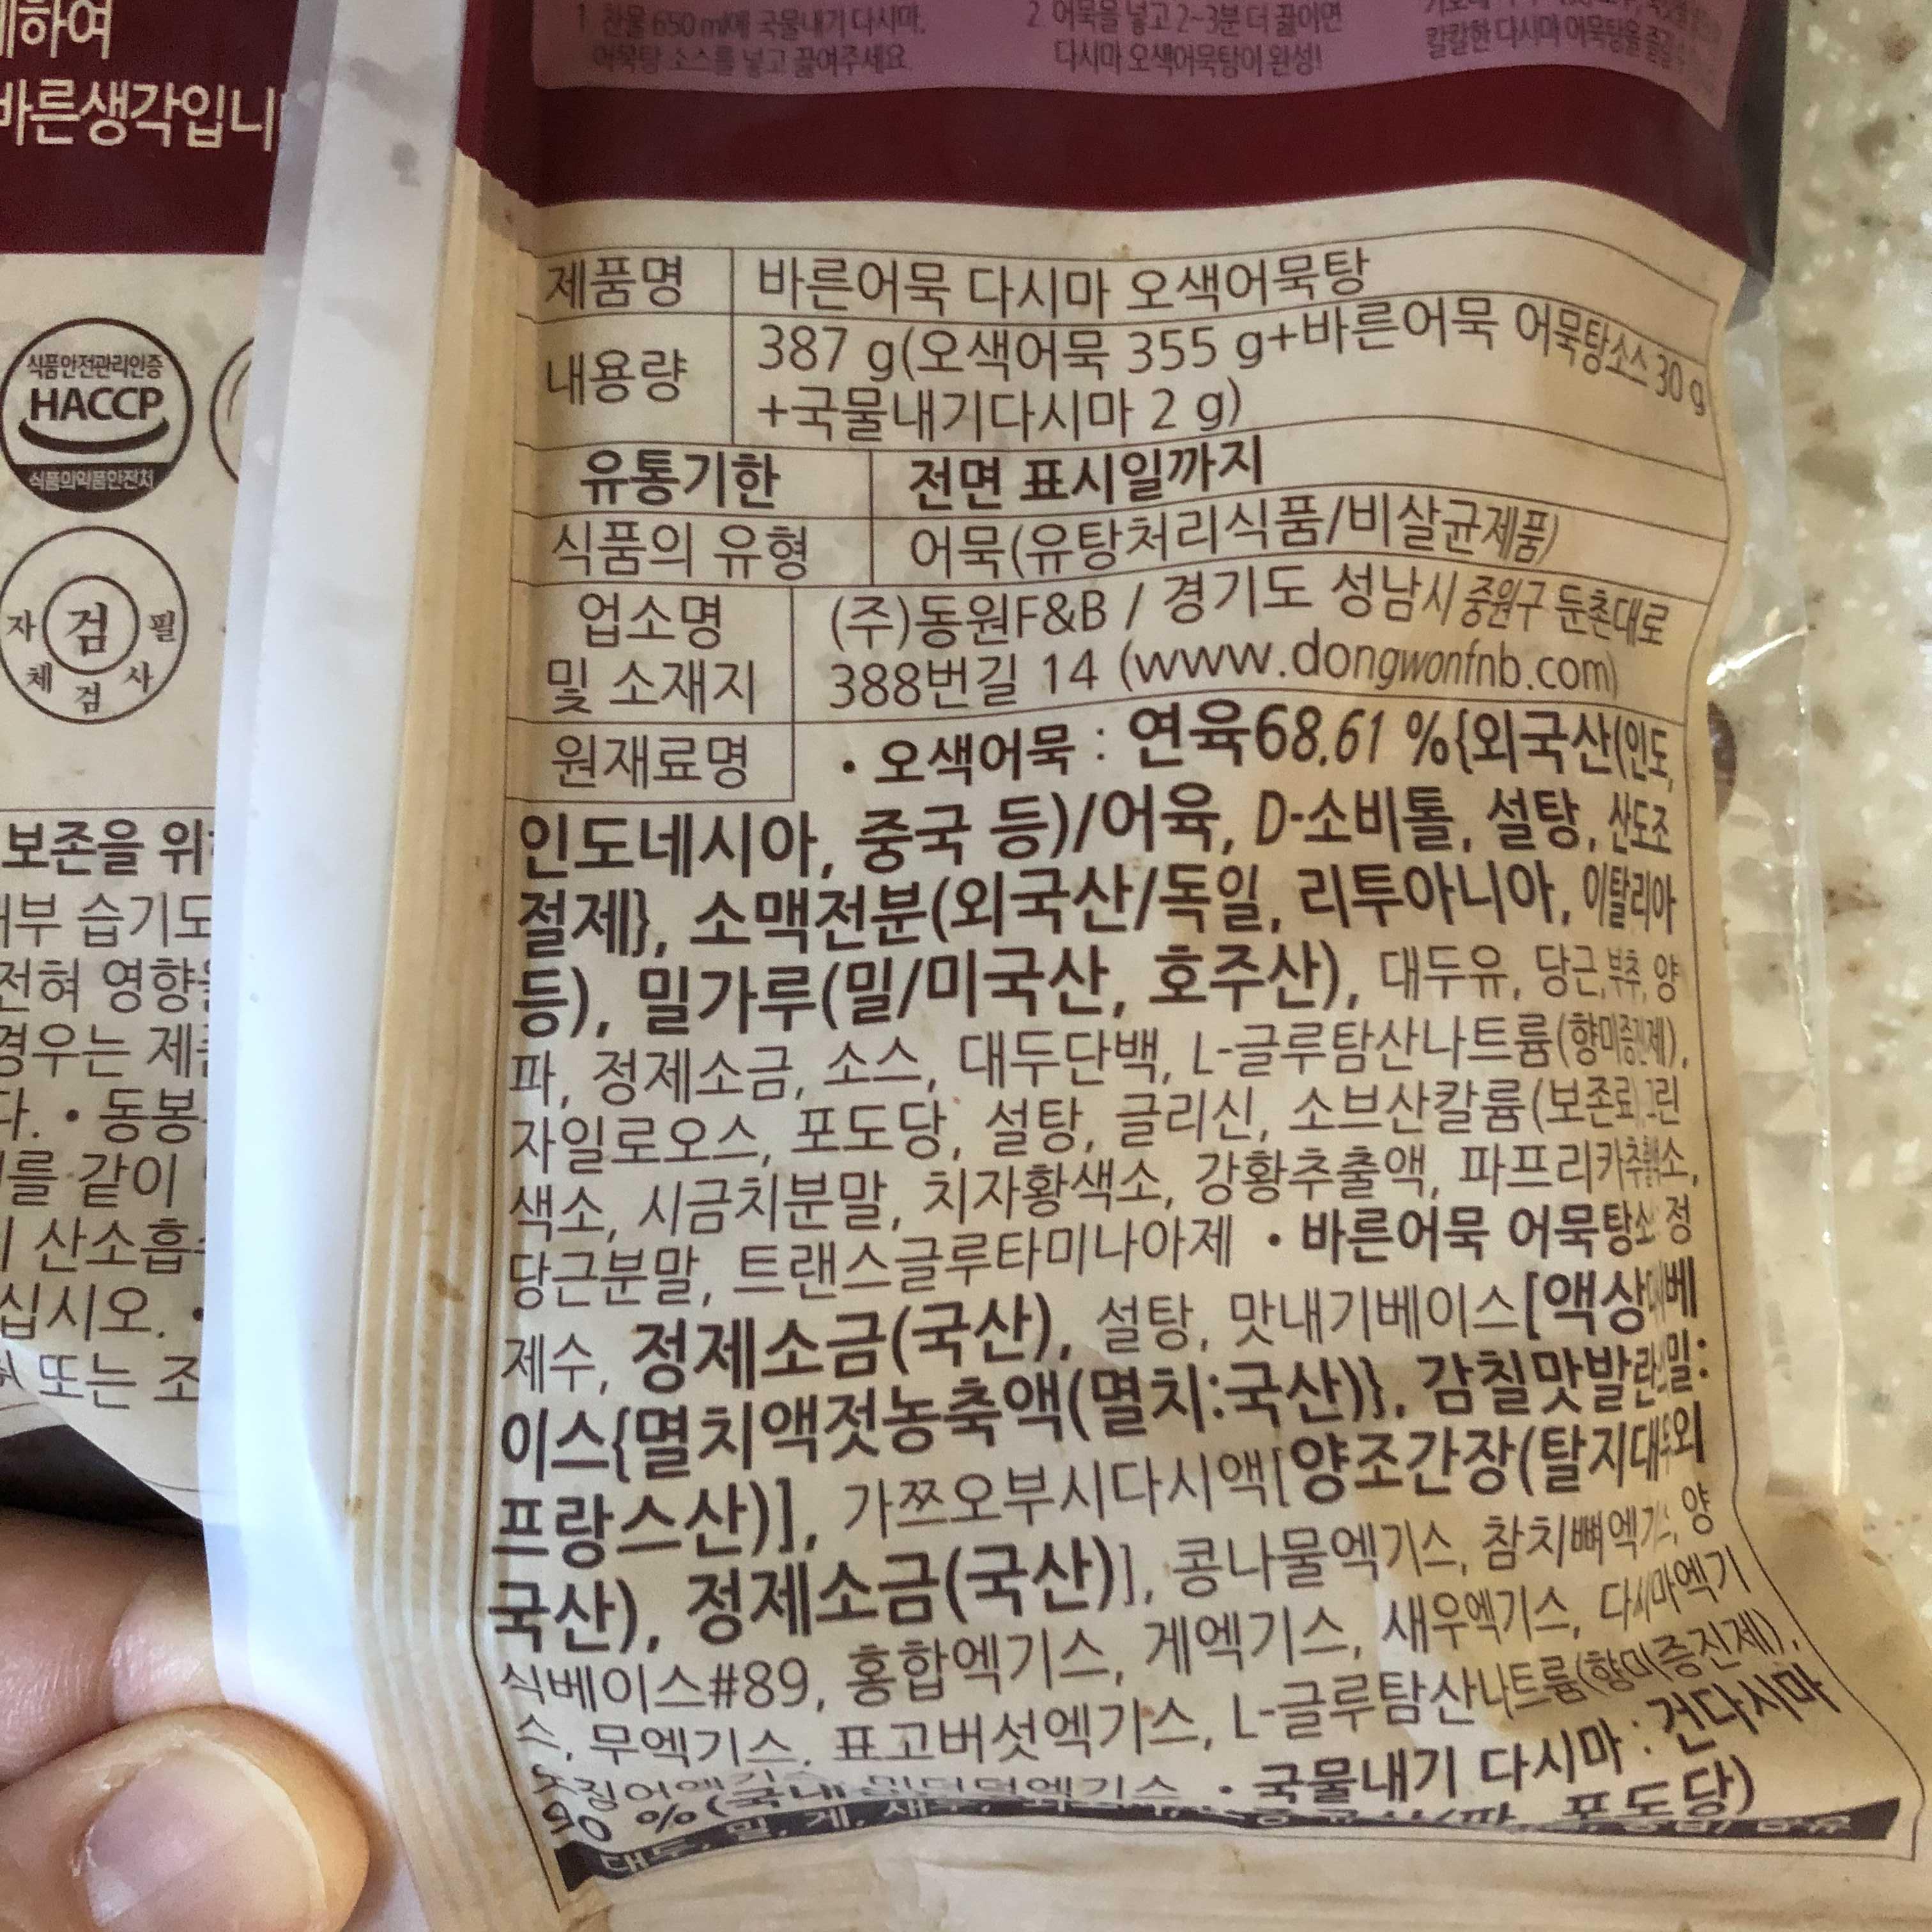 하여
바른생각입니
1 찬물 650 ml에 국물내기 다시마,
어묵탕 소스를 넣고 끓여주세요
2 어묵을 넣고 2~3분 더 끓이면
다시마 오색어묵탕이 완성!
칼칼한 다시마 어묵탕을
식품안전관리인증
HACCP
식품의약품안전처
검
자 체 검 사 필
보존을 위
부 습기도
전혀 영향
경우는 제
다. • 동봉
를 같이
산소흡
십시오. •
또는 조
제품명 바른어묵 다시마 오색어묵탕
내용량 387 g(오색어묵 355 g+바른어묵 어묵탕소스 30 g
+국물내기다시마 2 g)
유통기한 전면 표시일까지
식품의 유형 어묵(유탕처리식품/비살균제품)
업소명 (주)동원F&B / 경기도 성남시 중원구 둔촌대로
및 소재지 388번길 14 (www.dongwonfnb.com)
원재료명 • 오색어묵 : 연육68.61 %{외국산(인도,
인도네시아, 중국 등)/어육, D-소비톨, 설탕, 산도조
절제}, 소맥전분(외국산/독일, 리투아니아, 이탈리아
등), 밀가루(밀/미국산, 호주산), 대두유, 당근, 부추, 양
파, 정제소금, 소스, 대두단백, L-글루탐산나트륨(향미증진제),
자일로오스, 포도당, 설탕, 글리신, 소브산칼륨(보존료), 그린
색소, 시금치분말, 치자황색소, 강황추출액, 파프리카추출색소,
당근분말, 트랜스글루타미나아제 • 바른어묵 어묵탕소스 : 정
제수, 정제소금(국산), 설탕, 맛내기베이스[액상베
이스{멸치액젓농축액(멸치:국산)}, 감칠맛발효분말(밀:
프랑스산)], 가쯔오부시다시액[양조간장(탈지대두:외
국산), 정제소금(국산)], 콩나물엑기스, 참치뼈엑기스, 양
식베이스#89, 홍합엑기스, 게엑기스, 새우엑기스, 다시마엑기
스, 무엑기스, 표고버섯엑기스, L-글루탐산나트륨(향미증진제),
• 국물내기 다시마 : 건다시마
90 %(국내산
포도당)
대두, 밀, 게, 새우, 함유